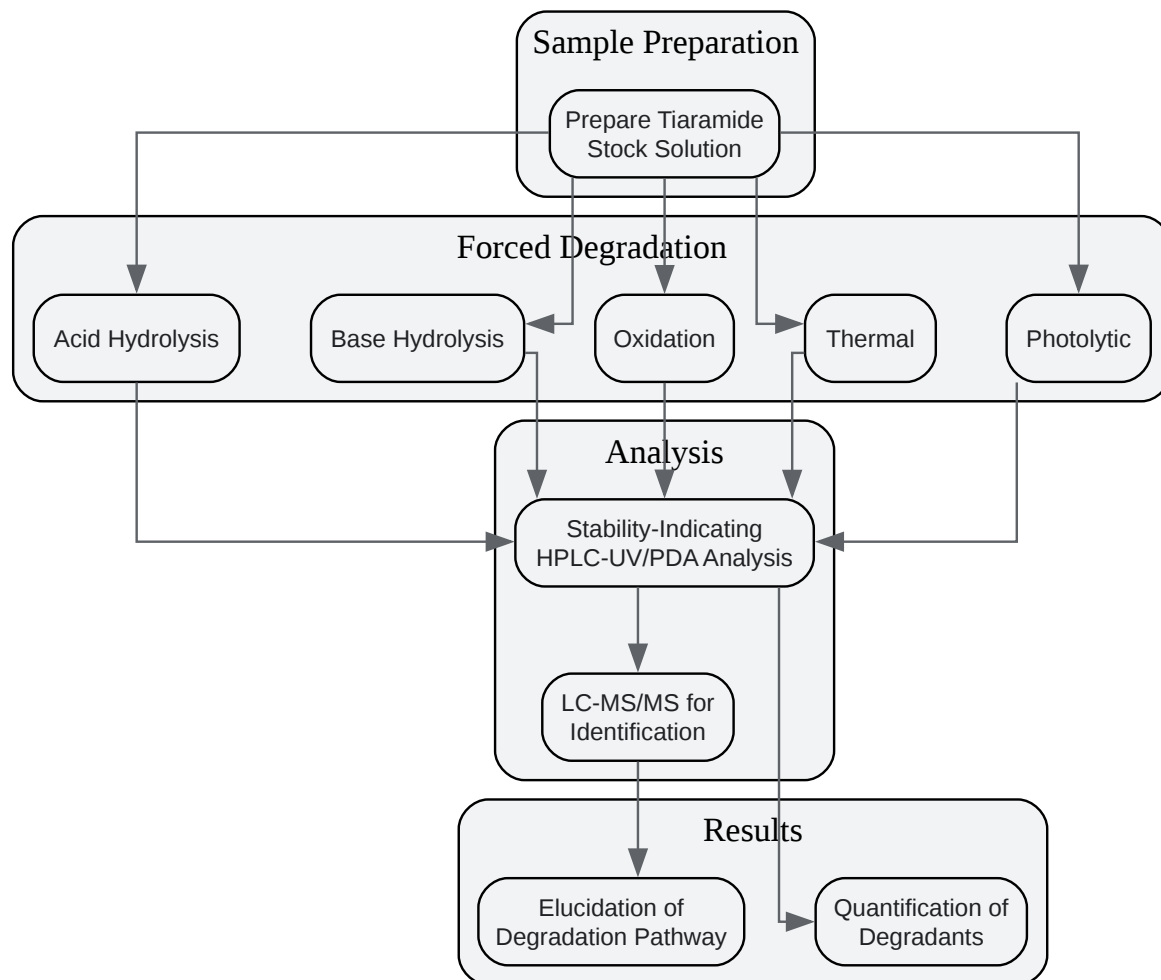 Sample Preparation
Prepare Tiaramide
Stock Solution
Forced Degradation
Acid Hydrolysis
Base Hydrolysis
Oxidation
Thermal
Photolytic
Analysis
Stability-Indicating
HPLC-UV/PDA Analysis
LC-MS/MS for
Identification
Results
Elucidation of
Degradation Pathway
Quantification of
Degradants